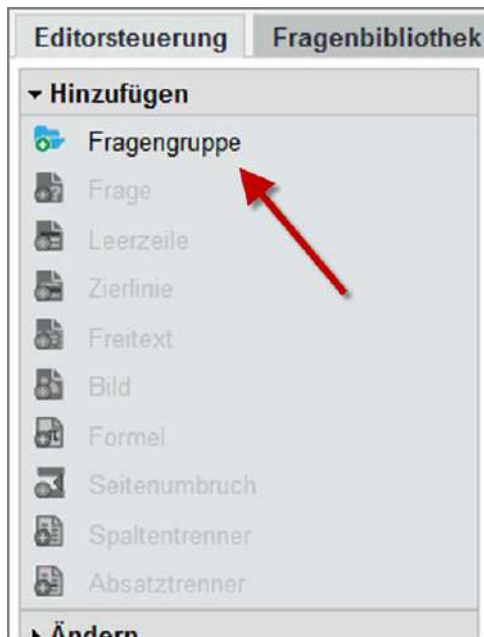 Editorsteuerung Fragenbibliothek
Hinzufügen
Fragengruppe
Frage
Leerzeile
Zierlinie
Freitext
Bild
Formel
Seitenumbruch
Spaltentrenner
Absatztrenner
Ändern